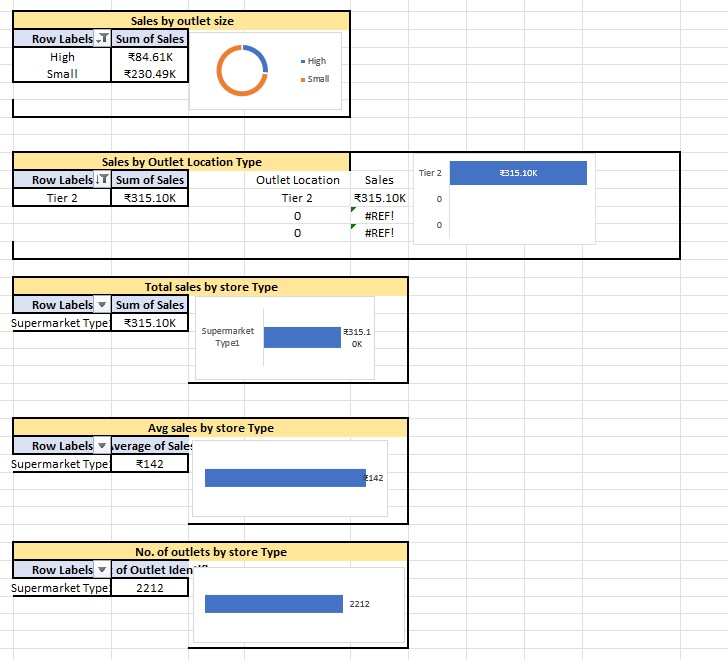 Sales by outlet size
Row Labels Sum of Sales
High ₹84.61K
Small ₹230.49K
High
Small
Sales by Outlet Location Type
Row Labels Sum of Sales
Tier 2 ₹315.10K
Outlet Location Sales
Tier 2 ₹315.10K
0 #REF!
0 #REF!
Tier 2 ₹315.10K
0
0
Total sales by store Type
Row Labels Sum of Sales
Supermarket Type1 ₹315.10K
Supermarket
Type1
₹315.1
0K
Avg sales by store Type
Row Labels verage of Sales
Supermarket Type ₹142
₹142
No. of outlets by store Type
Row Labels of Outlet Identifi
Supermarket Type 2212
2212